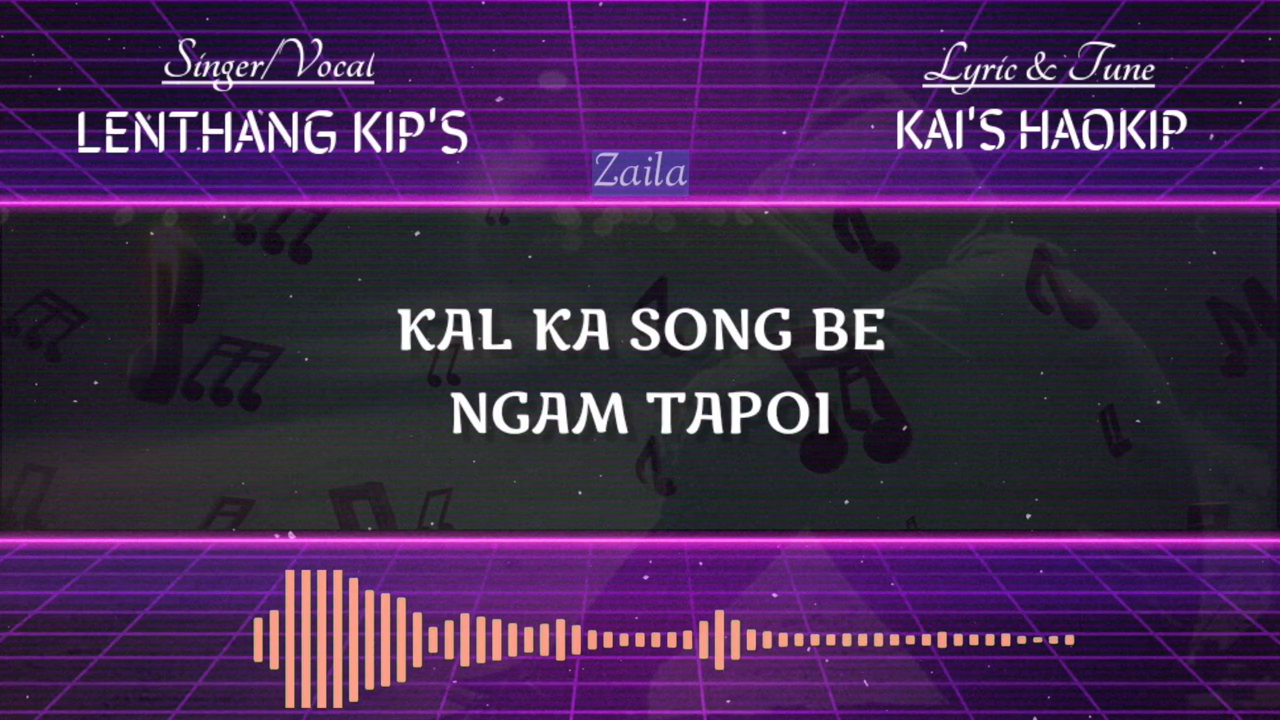 Singer/Vocal
LENTHANG KIP'S
Lyric & Tune
KAI'S HAOKIP
Zaila
KAL KA SONG BE
NGAM TAPOI